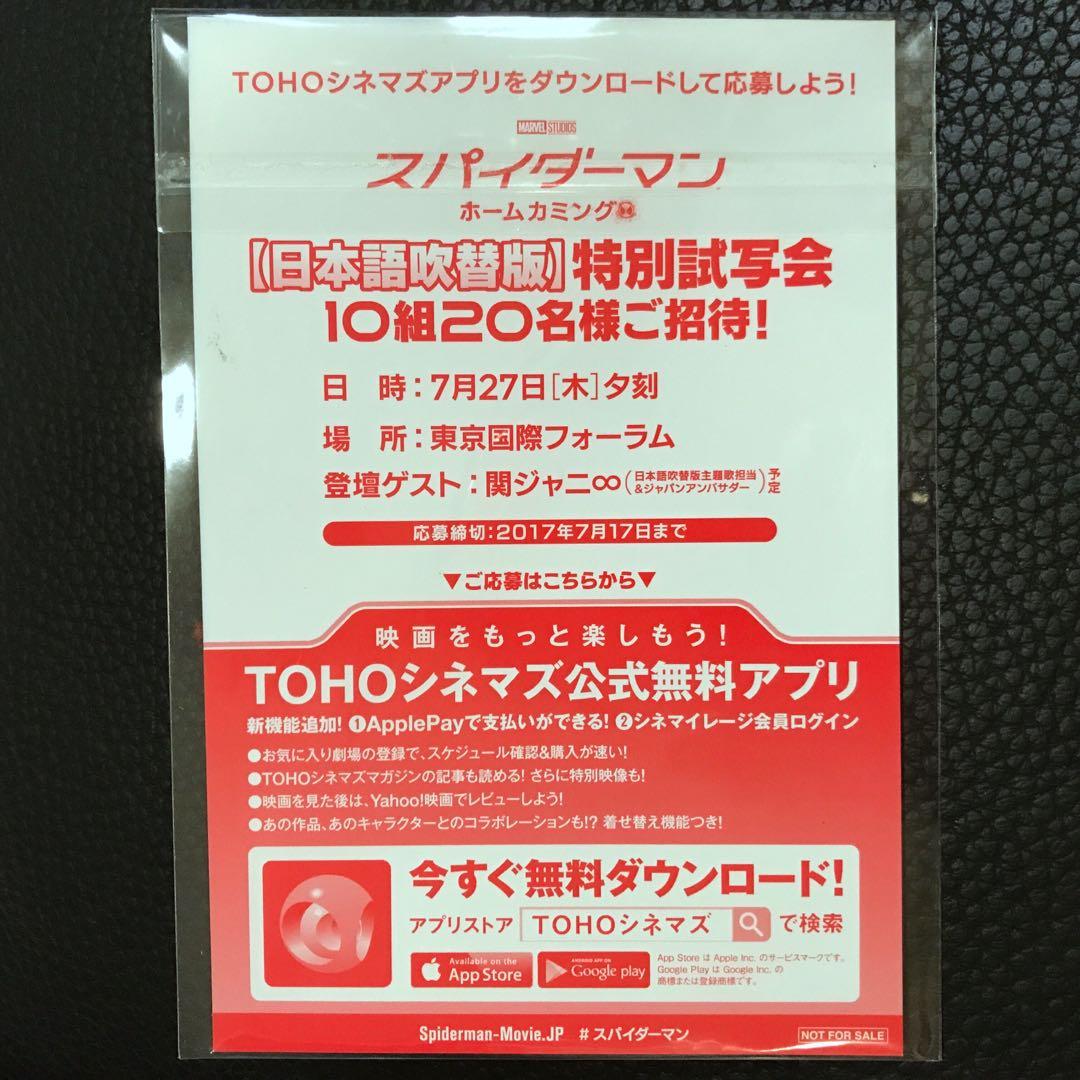 TOHOシネマズアプリをダウンロードして応募しよう!
MARVEL STUDIOS
スパイダーマン
ホームカミング
【日本語吹替版】特別試写会
10組20名様ご招待!
日 時:7月27日[木]夕刻
場 所:東京国際フォーラム
登壇ゲスト:関ジャニ∞(日本語吹替版主題歌担当&ジャパンアンバサダー)予定
応募締切:2017年7月17日まで
▼ご応募はこちらから▼
映画をもっと楽しもう!
TOHOシネマズ公式無料アプリ
新機能追加! ❶ApplePayで支払いができる! ❷シネマイレージ会員ログイン
●お気に入り劇場の登録で、スケジュール確認&購入が速い!
●TOHOシネマズマガジンの記事も読める! さらに特別映像も!
●映画を見た後は、Yahoo!映画でレビューしよう!
●あの作品、あのキャラクターとのコラボレーションも!? 着せ替え機能つき!
今すぐ無料ダウンロード!
アプリストア TOHOシネマズ で検索
Available on the App Store
ANDROID APP ON Google play
App Store は Apple Inc. のサービスマークです。
Google Play は Google Inc. の
商標または登録商標です。
Spiderman-Movie.JP #スパイダーマン
NOT FOR SALE